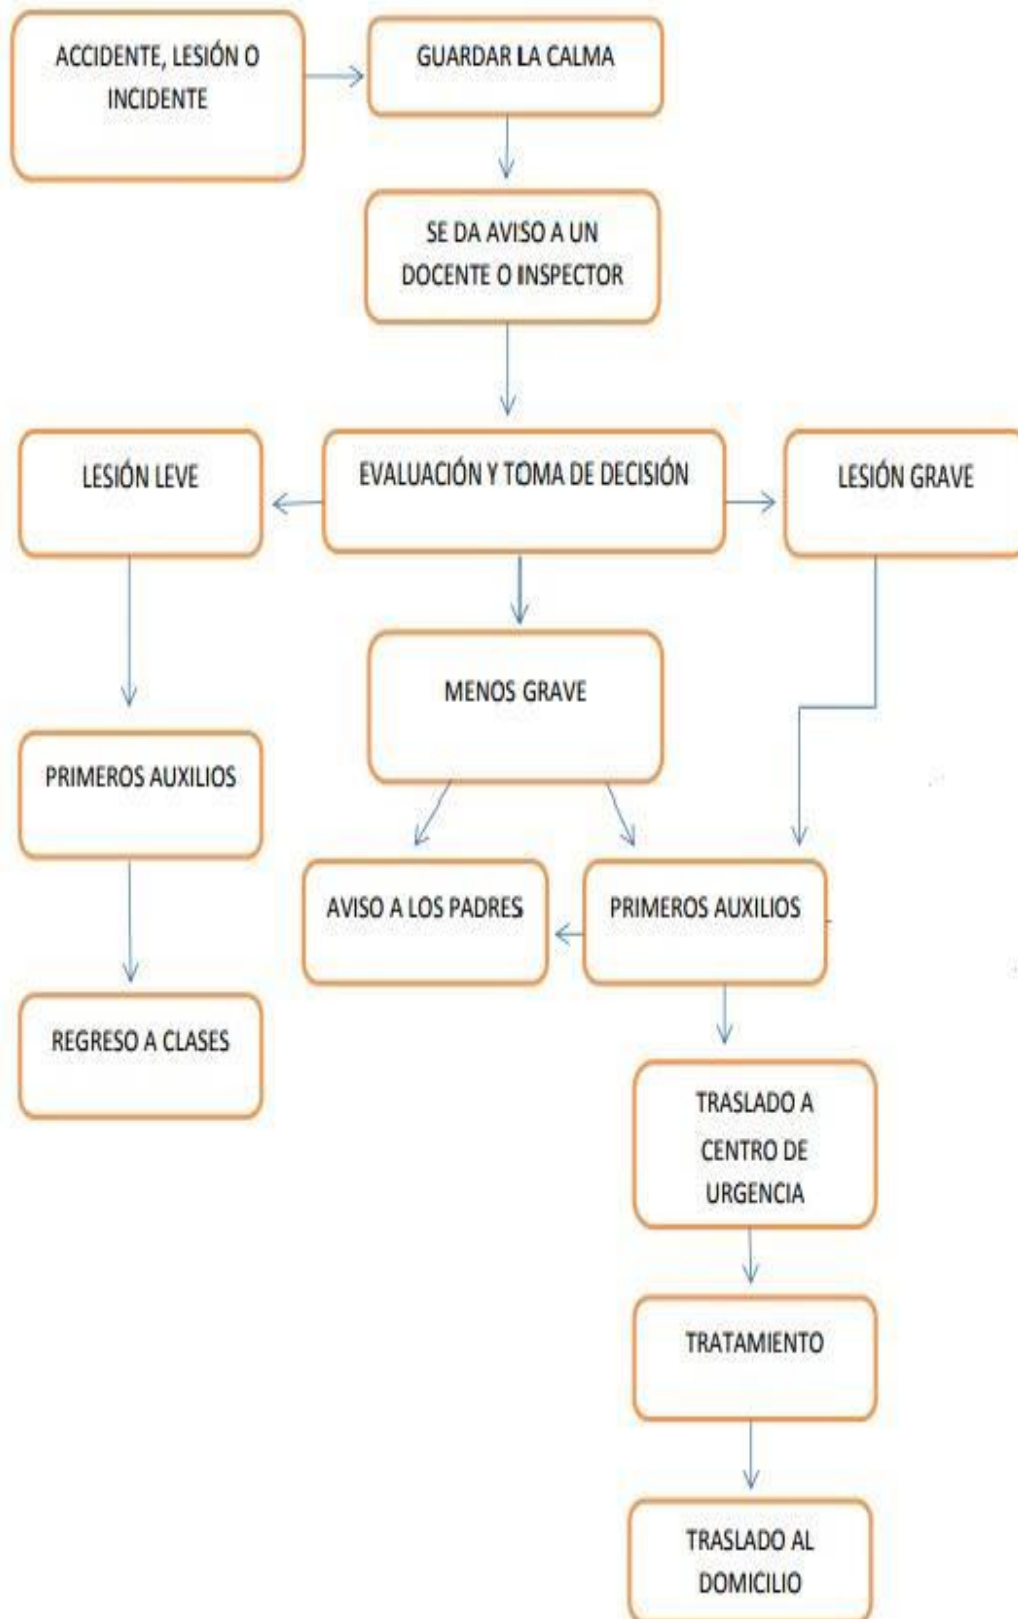 ACCIDENTE, LESIÓN O
INCIDENTE
GUARDAR LA CALMA
SE DA AVISO A UN
DOCENTE O INSPECTOR
LESIÓN LEVE
EVALUACIÓN Y TOMA DE DECISIÓN
LESIÓN GRAVE
MENOS GRAVE
PRIMEROS AUXILIOS
AVISO A LOS PADRES
PRIMEROS AUXILIOS
REGRESO A CLASES
TRASLADO A
CENTRO DE
URGENCIA
TRATAMIENTO
TRASLADO AL
DOMICILIO